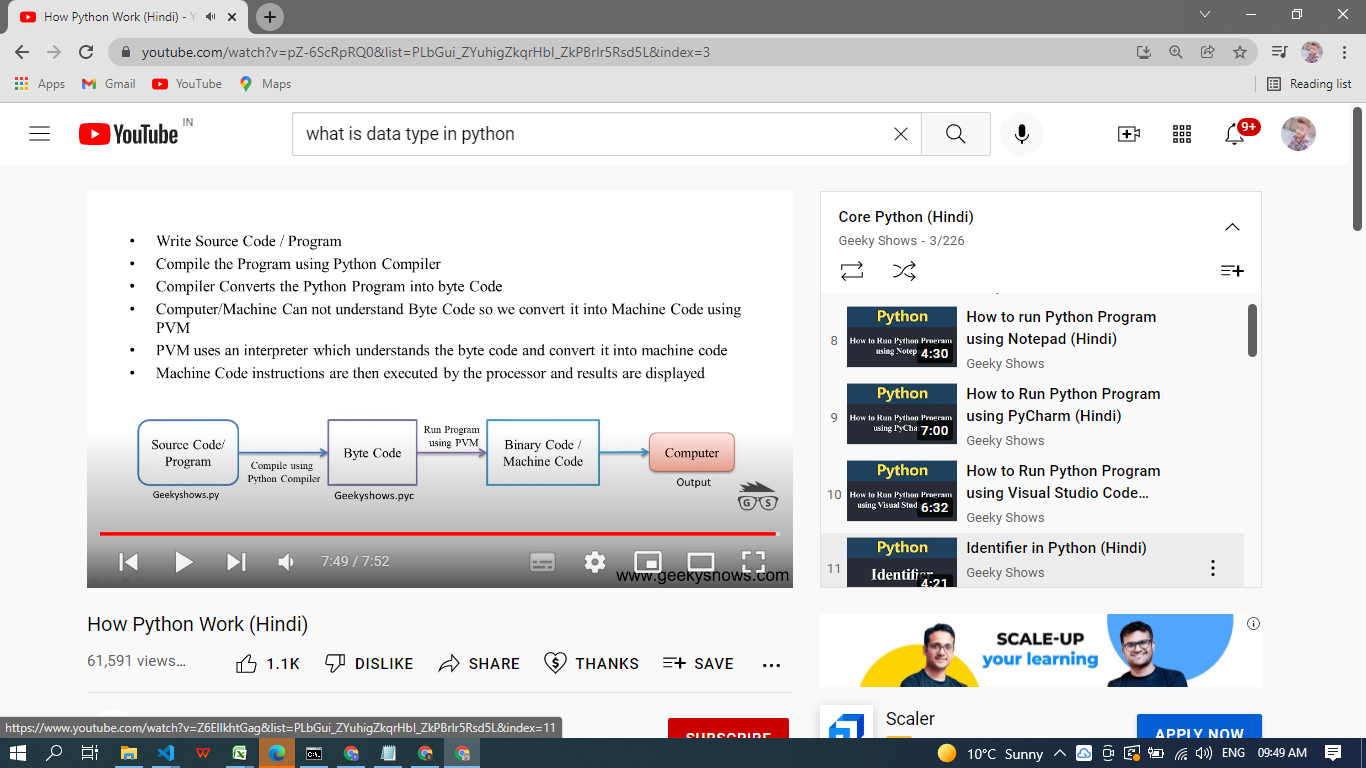 How Python Work (Hindi) - Y
youtube.com/watch?v=pZ-6ScRpRQ0&list=PLbGui_ZYuhigZkqrHbl_ZkPBrIr5Rsd5L&index=3
Apps
Gmail
YouTube
Maps
Reading list
YouTube IN
what is data type in python
9+
• Write Source Code / Program
• Compile the Program using Python Compiler
• Compiler Converts the Python Program into byte Code
• Computer/Machine Can not understand Byte Code so we convert it into Machine Code using
PVM
• PVM uses an interpreter which understands the byte code and convert it into machine code
• Machine Code instructions are then executed by the processor and results are displayed
Source Code/
Program
Geekyshows.py
Compile using
Python Compiler
Byte Code
Geekyshows.pyc
Run Program
using PVM
Binary Code /
Machine Code
Computer
Output
G S
7:49 / 7:52
www.geekyshows.com
How Python Work (Hindi)
61,591 views...
1.1K
DISLIKE
SHARE
THANKS
SAVE
SUBSCRIBE
Core Python (Hindi)
Geeky Shows - 3/226
8
Python
How to Run Python Program
using Notep
4:30
How to run Python Program
using Notepad (Hindi)
Geeky Shows
9
Python
How to Run Python Program
using PyCha
7:00
How to Run Python Program
using PyCharm (Hindi)
Geeky Shows
10
Python
How to Run Python Program
using Visual Stud
6:32
How to Run Python Program
using Visual Studio Code...
Geeky Shows
11
Python
Identifier
4:21
Identifier in Python (Hindi)
Geeky Shows
SCALE-UP
your learning
Scaler
APPLY NOW
https://www.youtube.com/watch?v=Z6EIIkhtGag&list=PLbGui_ZYuhigZkqrHbl_ZkPBrIr5Rsd5L&index=11
10°C Sunny
ENG
09:49 AM